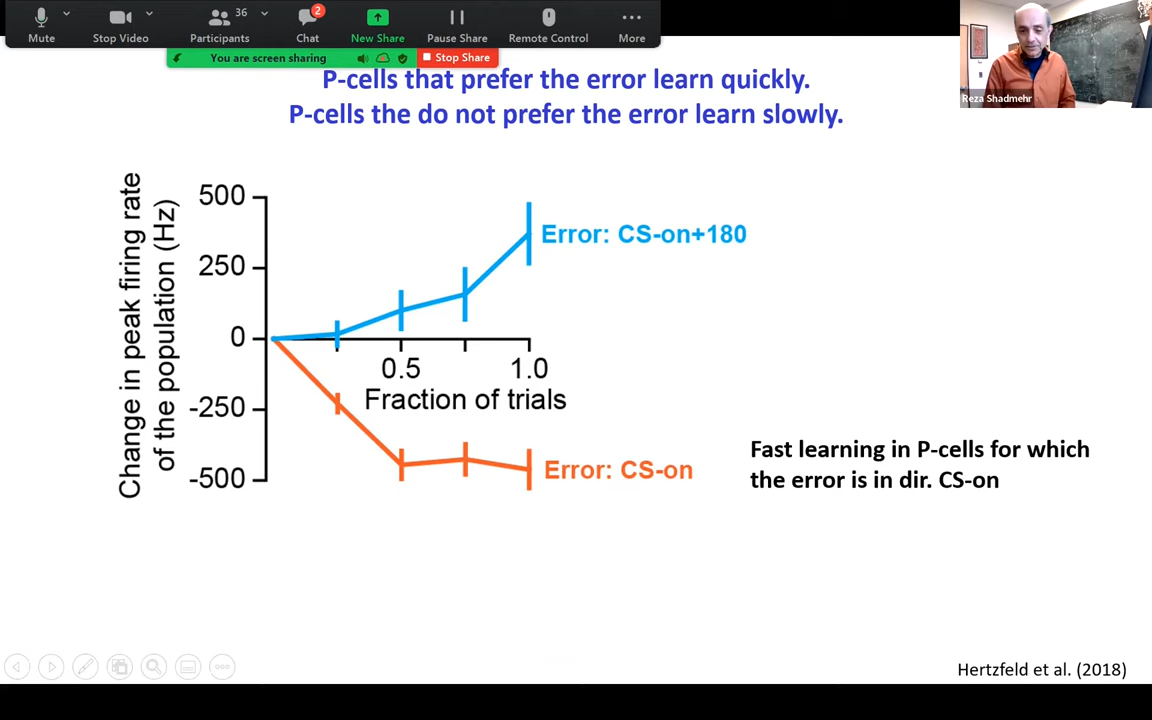 Mute
Stop Video
36
Participants
2
Chat
New Share
Pause Share
Remote Control
More
You are screen sharing
Stop Share
Reza Shadmehr
P-cells that prefer the error learn quickly.
P-cells the do not prefer the error learn slowly.
Change in peak firing rate
of the population (Hz)
500
250
0
-250
-500
0.5
1.0
Fraction of trials
Error: CS-on+180
Error: CS-on
Fast learning in P-cells for which
the error is in dir. CS-on
Hertzfeld et al. (2018)